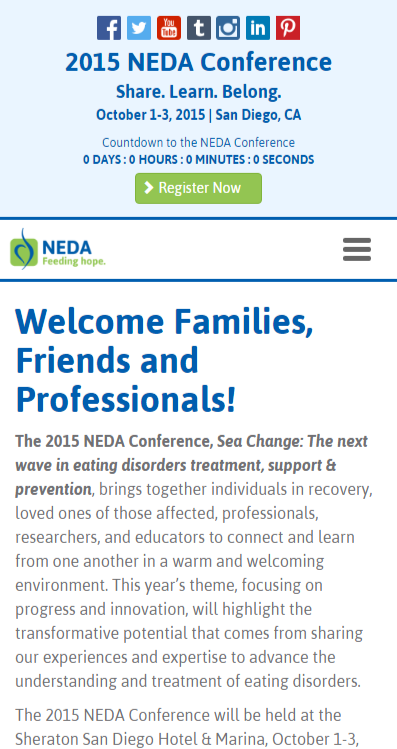 You
Tube
t
in
2015 NEDA Conference
Share. Learn. Belong.
October 1-3, 2015 | San Diego, CA
Countdown to the NEDA Conference
0 DAYS : 0 HOURS : 0 MINUTES : 0 SECONDS
Register Now
NEDA
Feeding hope.
Welcome Families,
Friends and
Professionals!
The 2015 NEDA Conference, Sea Change: The next
wave in eating disorders treatment, support &
prevention, brings together individuals in recovery,
loved ones of those affected, professionals,
researchers, and educators to connect and learn
from one another in a warm and welcoming
environment. This year’s theme, focusing on
progress and innovation, will highlight the
transformative potential that comes from sharing
our experiences and expertise to advance the
understanding and treatment of eating disorders.
The 2015 NEDA Conference will be held at the
Sheraton San Diego Hotel & Marina, October 1-3,